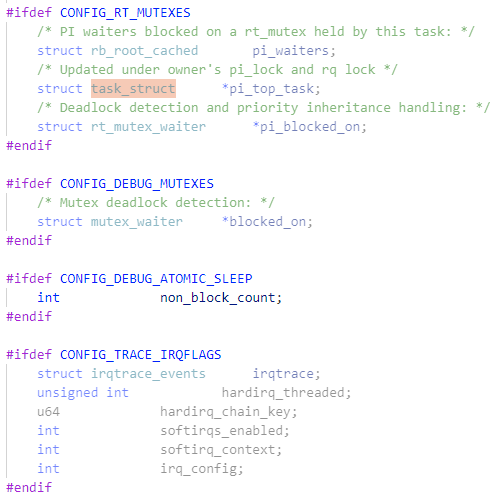 #ifdef CONFIG_RT_MUTEXES
    /* PI waiters blocked on a rt_mutex held by this task: */
    struct rb_root_cached       pi_waiters;
    /* Updated under owner's pi_lock and rq lock */
    struct task_struct      *pi_top_task;
    /* Deadlock detection and priority inheritance handling: */
    struct rt_mutex_waiter      *pi_blocked_on;
#endif

#ifdef CONFIG_DEBUG_MUTEXES
    /* Mutex deadlock detection: */
    struct mutex_waiter     *blocked_on;
#endif

#ifdef CONFIG_DEBUG_ATOMIC_SLEEP
    int             non_block_count;
#endif

#ifdef CONFIG_TRACE_IRQFLAGS
    struct irqtrace_events      irqtrace;
    unsigned int            hardirq_threaded;
    u64             hardirq_chain_key;
    int             softirqs_enabled;
    int             softirq_context;
    int             irq_config;
#endif